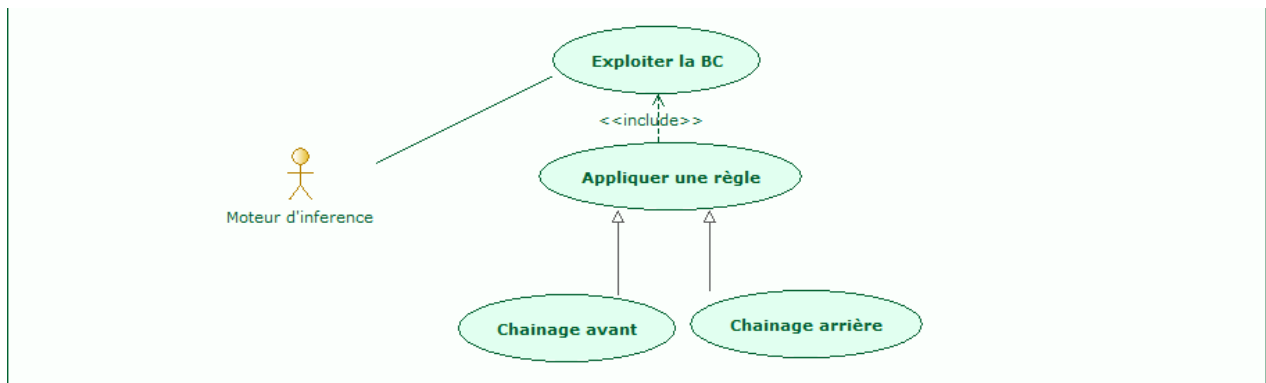 Exploiter la BC
<<include>>
Appliquer une règle
Moteur d'inference
Chainage avant
Chainage arrière